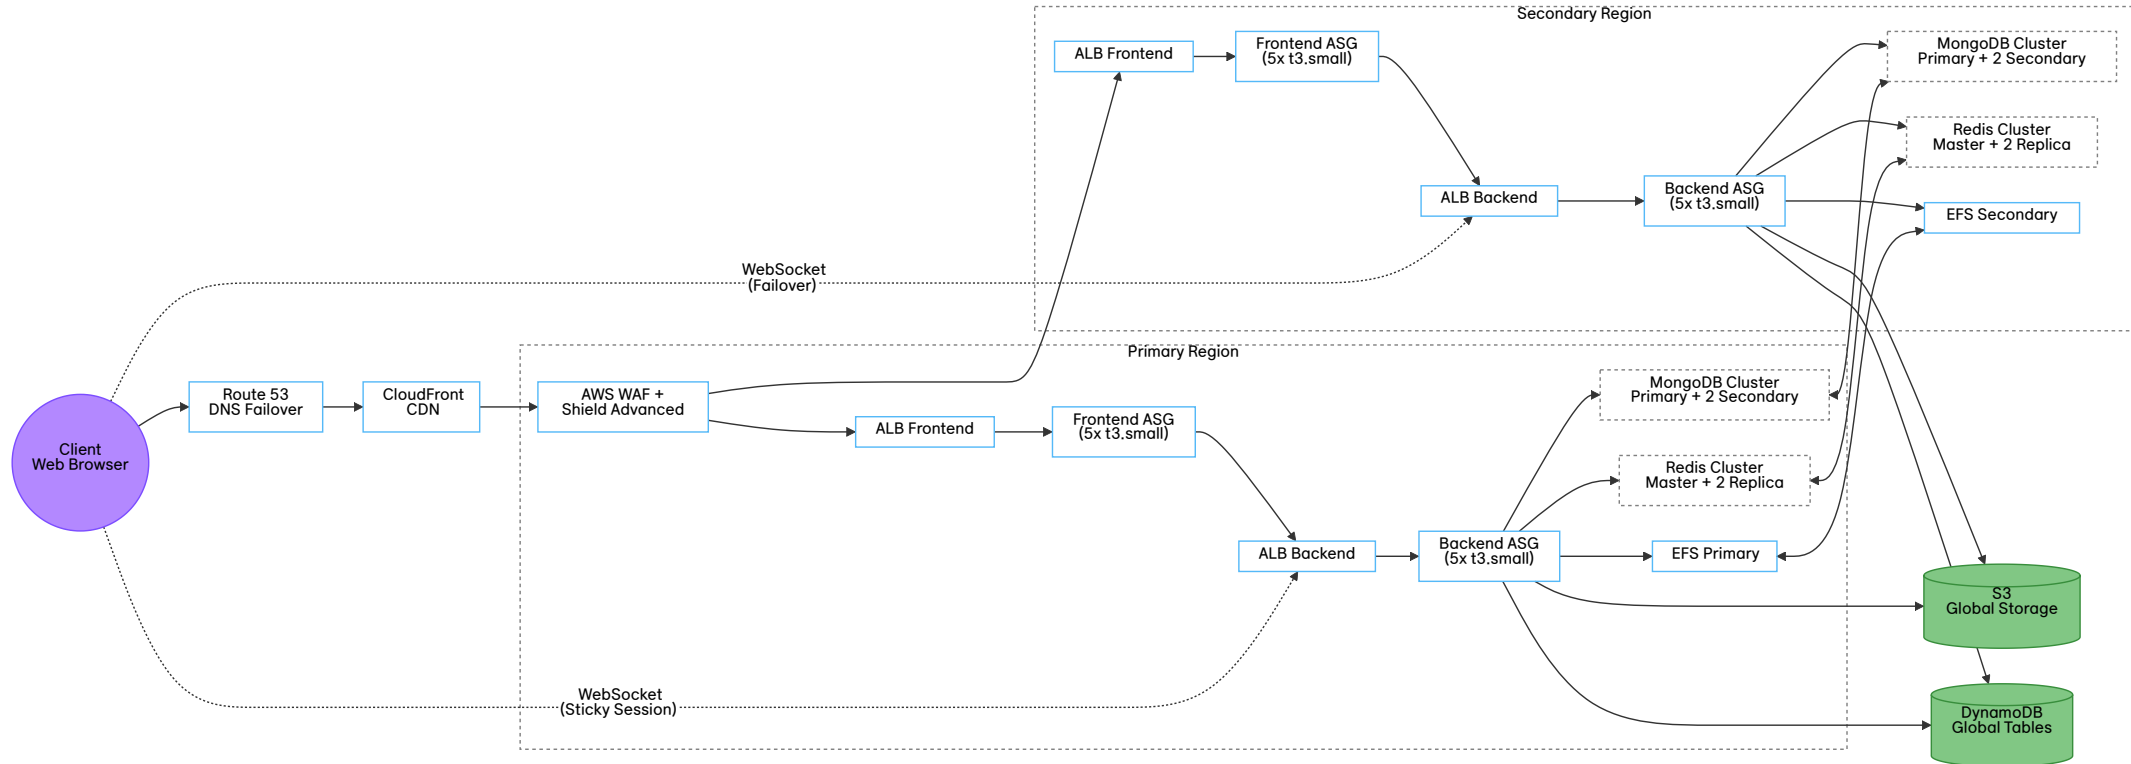 Secondary Region
ALB Frontend
Frontend ASG
(5x t3.small)
MongoDB Cluster
Primary + 2 Secondary
Redis Cluster
Master + 2 Replica
ALB Backend
Backend ASG
(5x t3.small)
EFS Secondary
WebSocket
(Failover)
Primary Region
Client
Web Browser
Route 53
DNS Failover
CloudFront
CDN
AWS WAF +
Shield Advanced
ALB Frontend
Frontend ASG
(5x t3.small)
MongoDB Cluster
Primary + 2 Secondary
Redis Cluster
Master + 2 Replica
ALB Backend
Backend ASG
(5x t3.small)
EFS Primary
S3
Global Storage
WebSocket
(Sticky Session)
DynamoDB
Global Tables